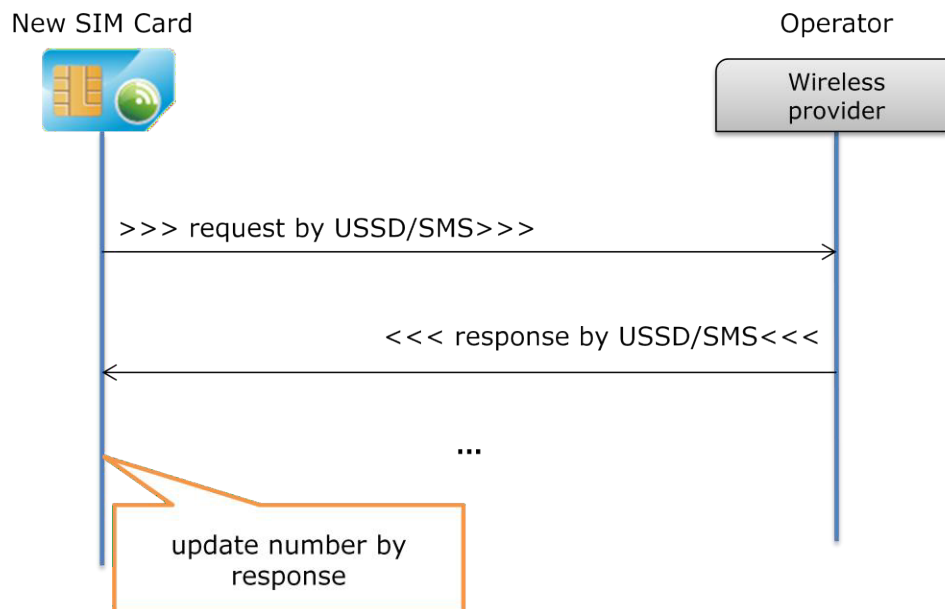 New SIM Card
Operator
Wireless
provider
>>> request by USSD/SMS>>>
<<< response by USSD/SMS<<<
...
update number by
response